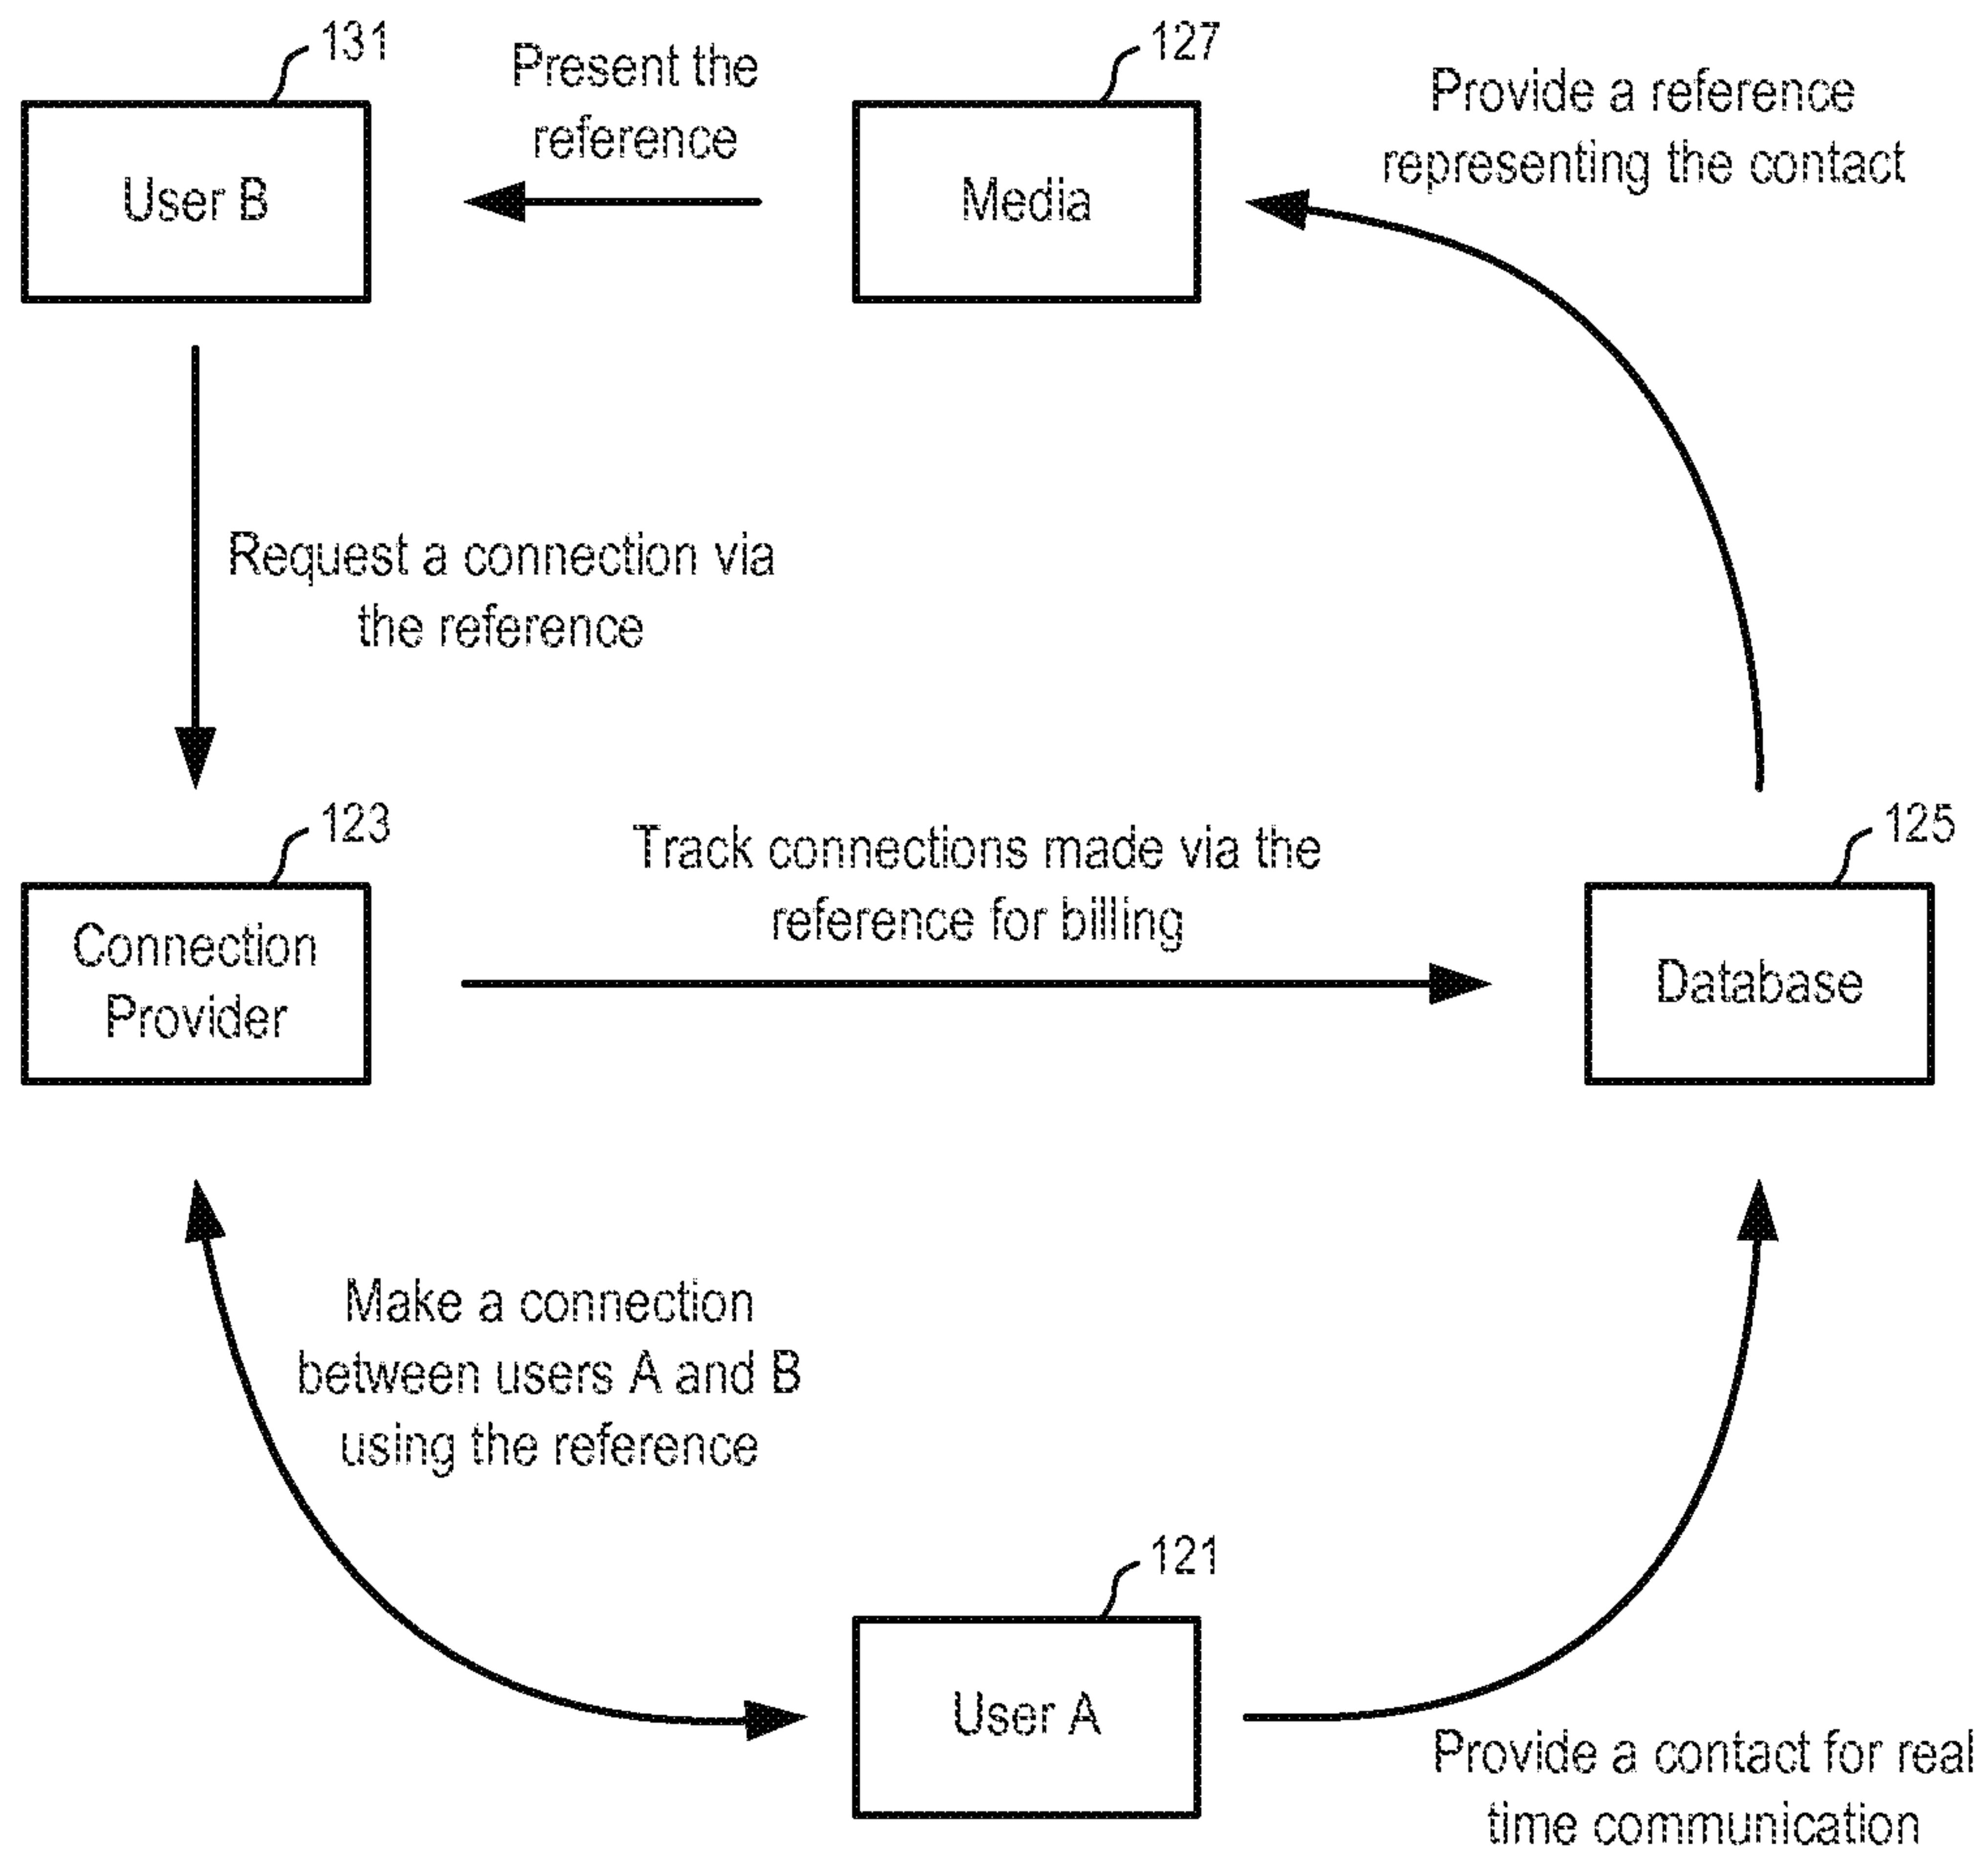 131
Present the
reference
127
Provide a reference
representing the contact
User B
Media
Request a connection via
the reference
123
Track connections made via the
reference for billing
125
Connection
Provider
Database
Make a connection
between users A and B
using the reference
121
User A
Provide a contact for real
time communication